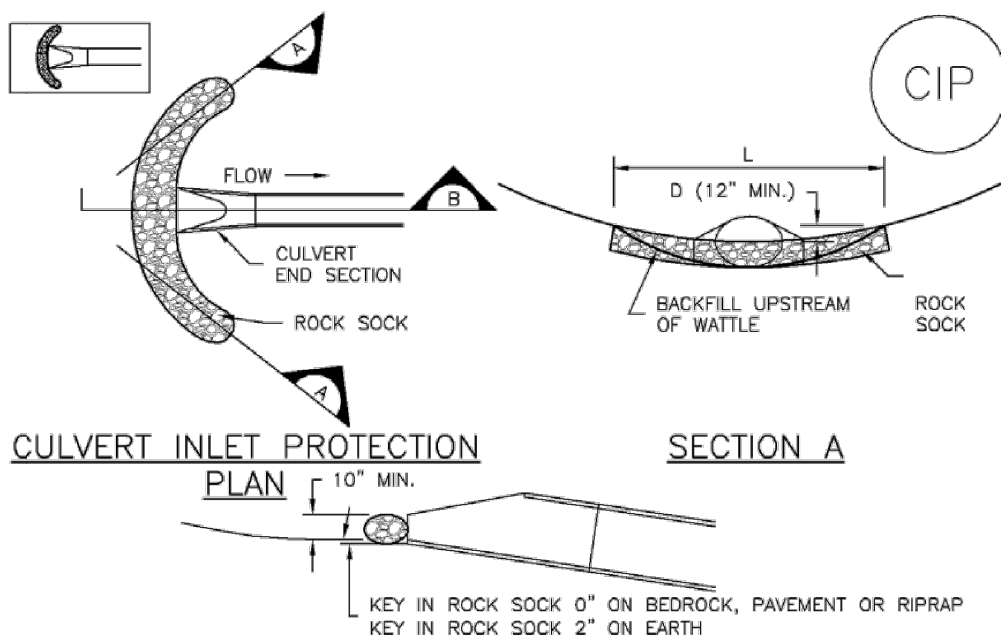 A
CIP
L
FLOW
D (12" MIN.)
B
CULVERT
END SECTION
ROCK SOCK
BACKFILL UPSTREAM
OF WATTLE
ROCK
SOCK
A
CULVERT INLET PROTECTION
PLAN
SECTION A
10" MIN.
KEY IN ROCK SOCK 0" ON BEDROCK, PAVEMENT OR RIPRAP
KEY IN ROCK SOCK 2" ON EARTH